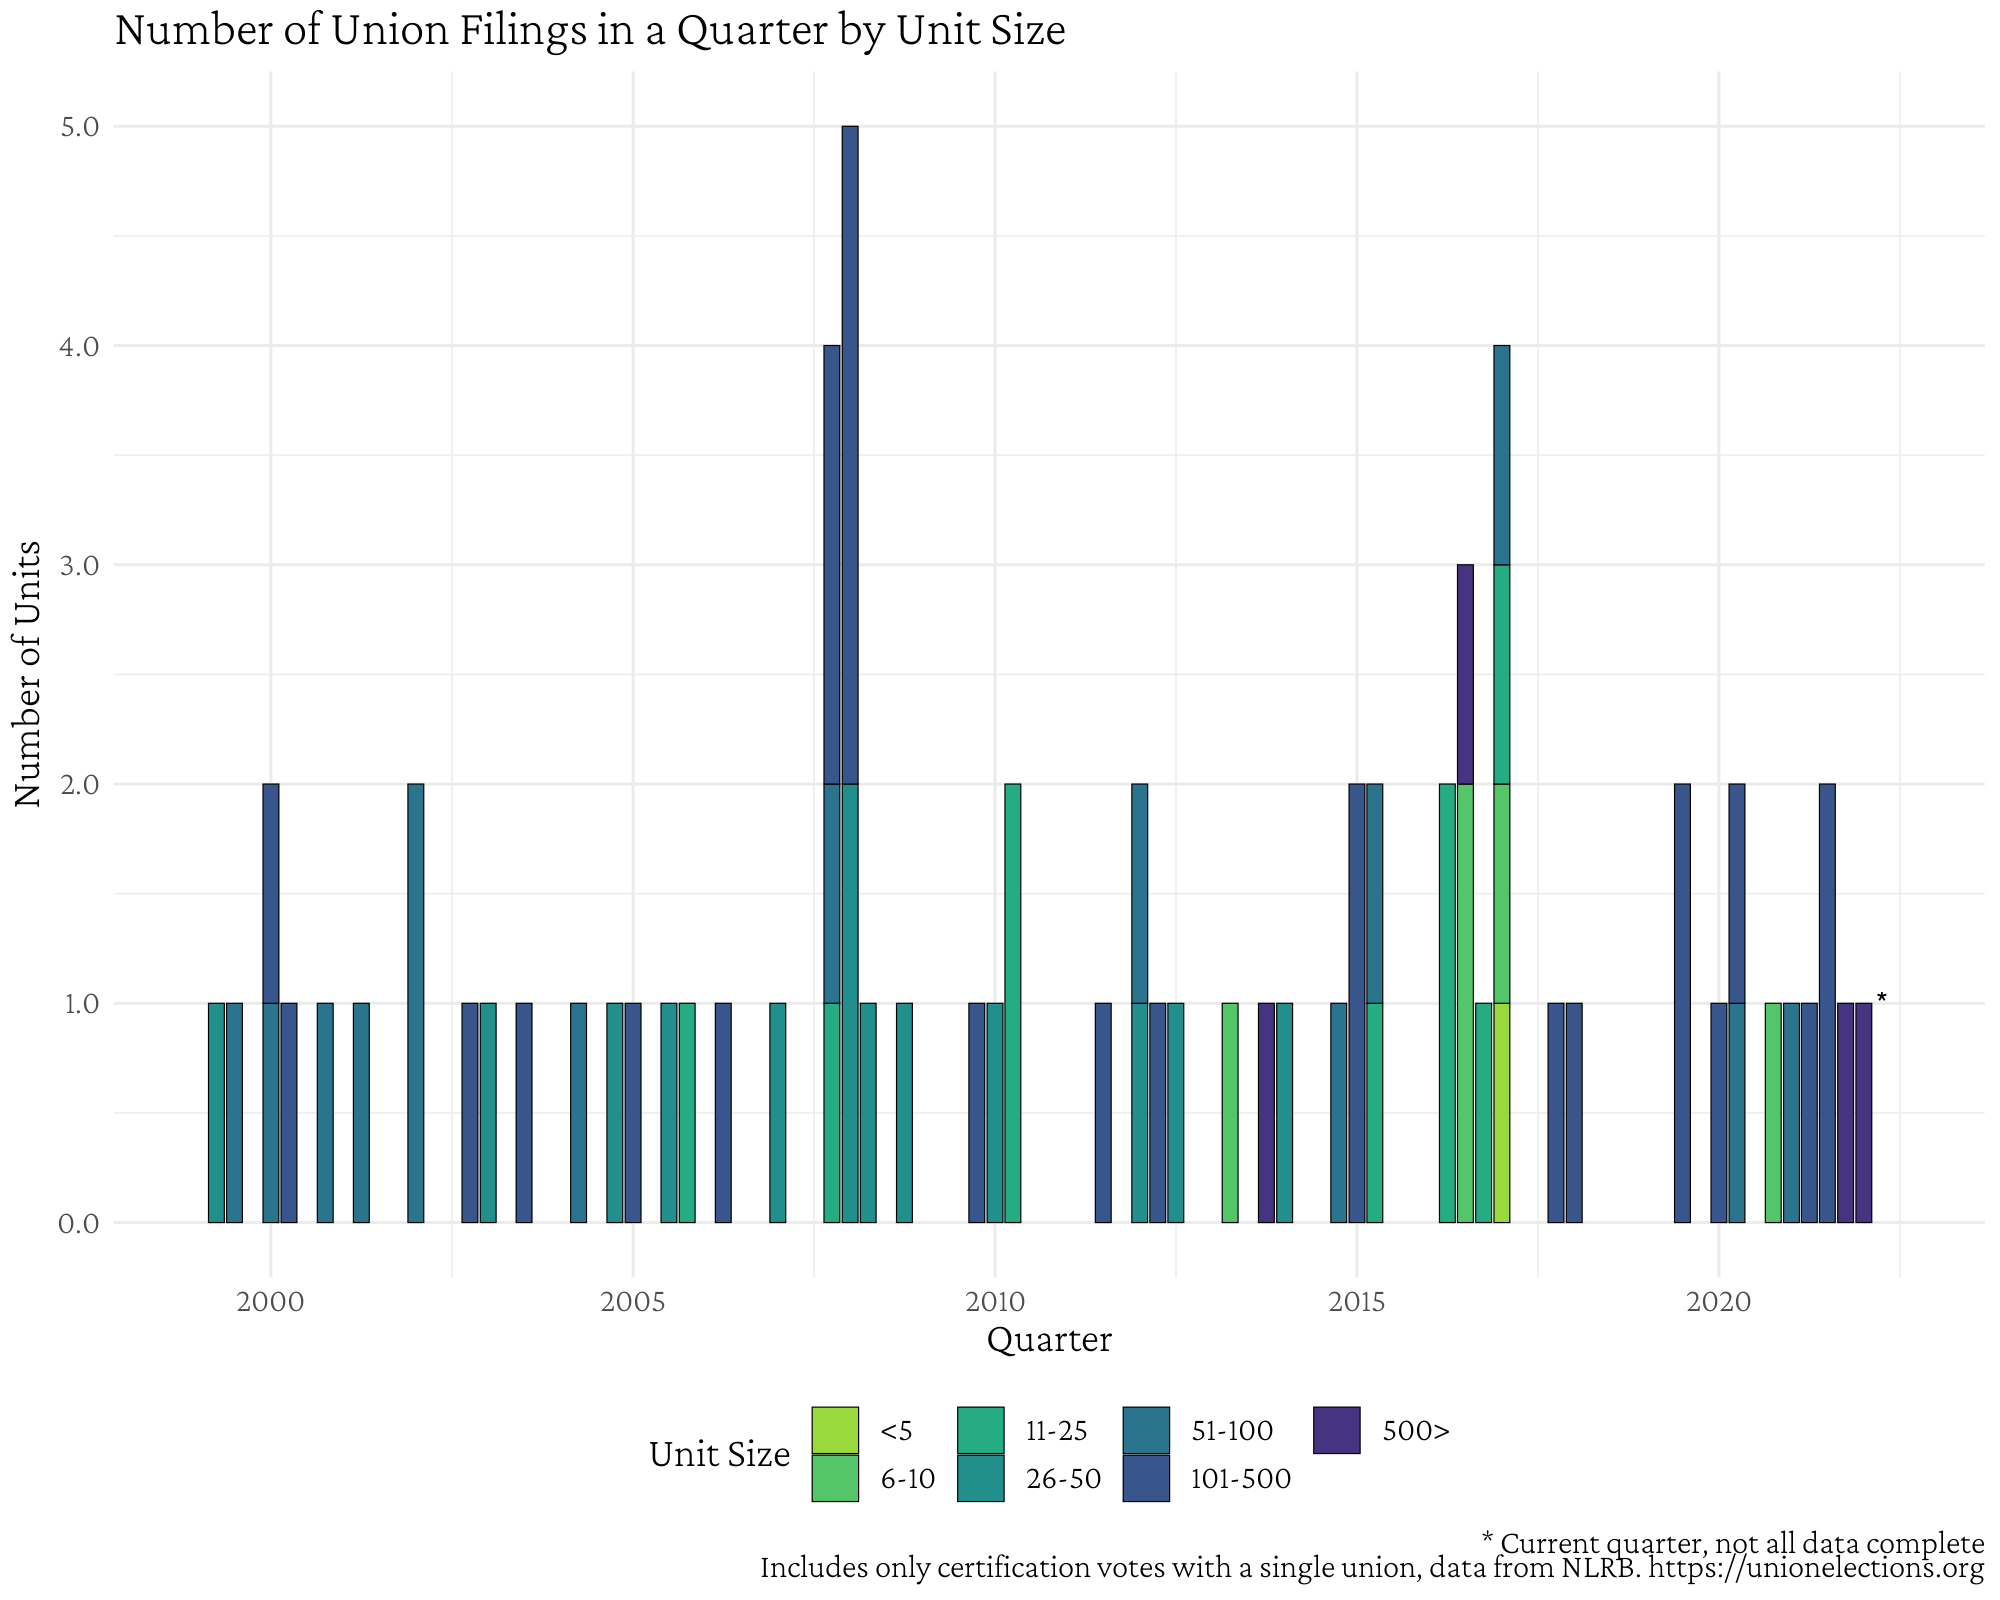 Number of Union Filings in a Quarter by Unit Size
Number of Units
5.0
4.0
3.0
2.0
1.0
0.0
*
2000 2005 2010 2015 2020
Quarter
Unit Size
<5 11-25 51-100 500>
6-10 26-50 101-500
* Current quarter, not all data complete
Includes only certification votes with a single union, data from NLRB. https://unionelections.org